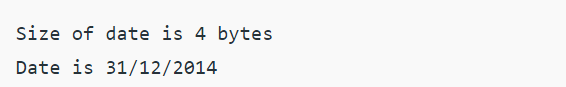 Size of date is 4 bytes
Date is 31/12/2014